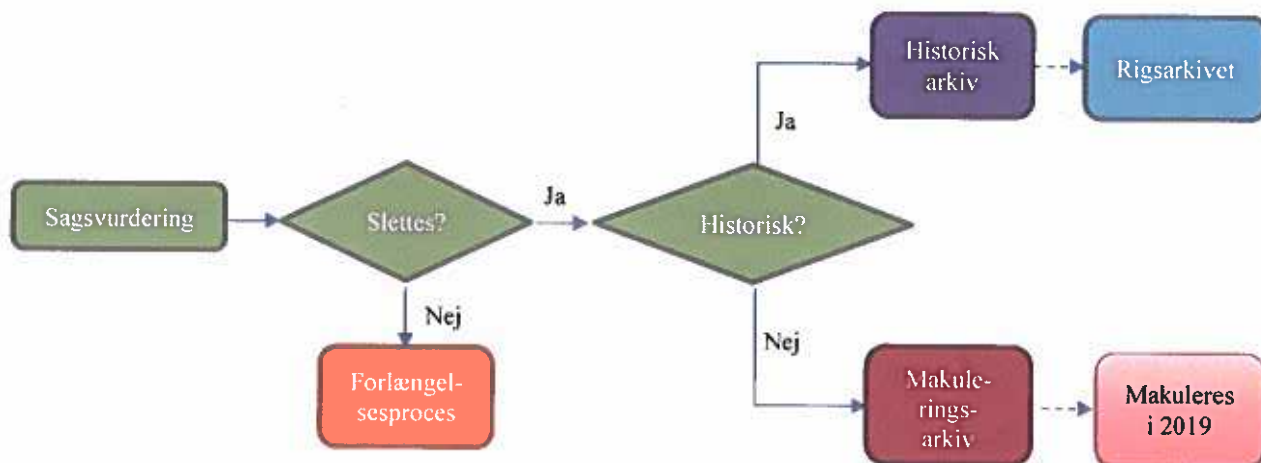 Historisk
arkiv
Rigsarkivet
Ja
Sagsvurdering
Slettes?
Ja
Historisk?
Nej
Nej
Forlængel-
sesproces
Makule-
rings-
arkiv
Makuleres
i 2019